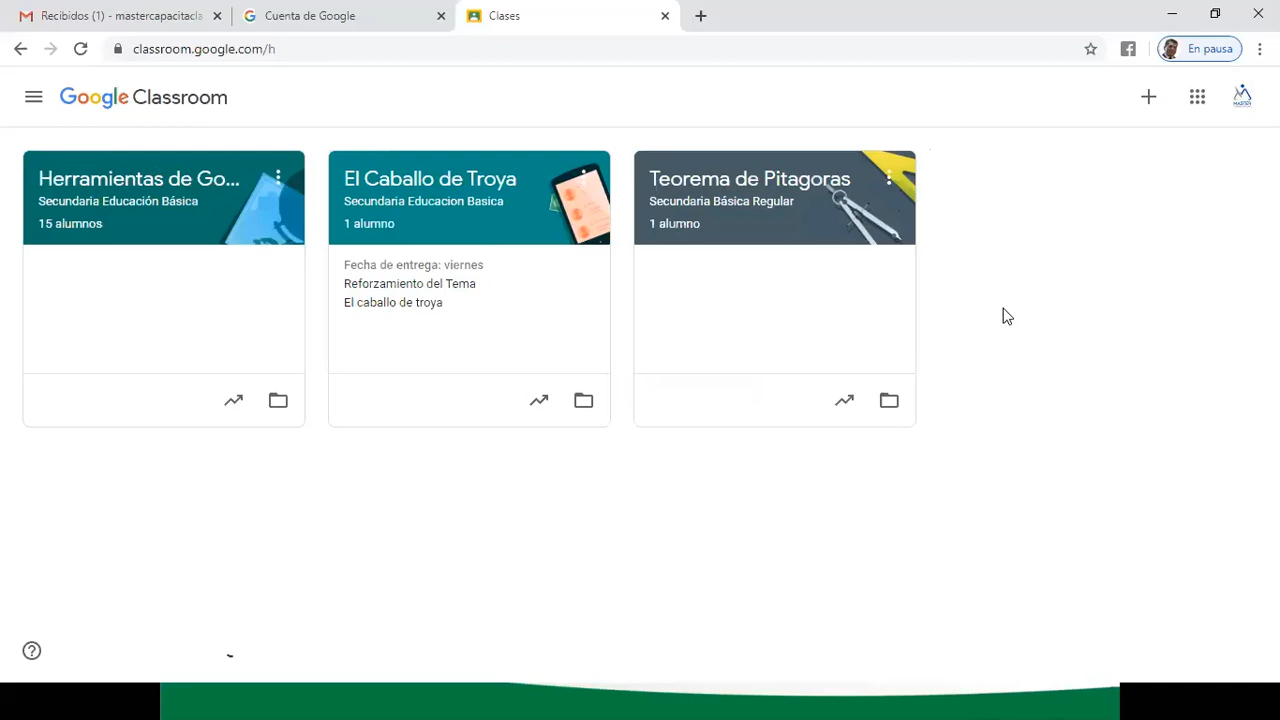 Recibidos (1) - mastercapacitacla
Cuenta de Google
Clases
classroom.google.com/h
En pausa
Google Classroom
Herramientas de Go...
Secundaria Educación Básica
15 alumnos
El Caballo de Troya
Secundaria Educacion Basica
1 alumno
Fecha de entrega: viernes
Reforzamiento del Tema
El caballo de troya
Teorema de Pitagoras
Secundaria Básica Regular
1 alumno